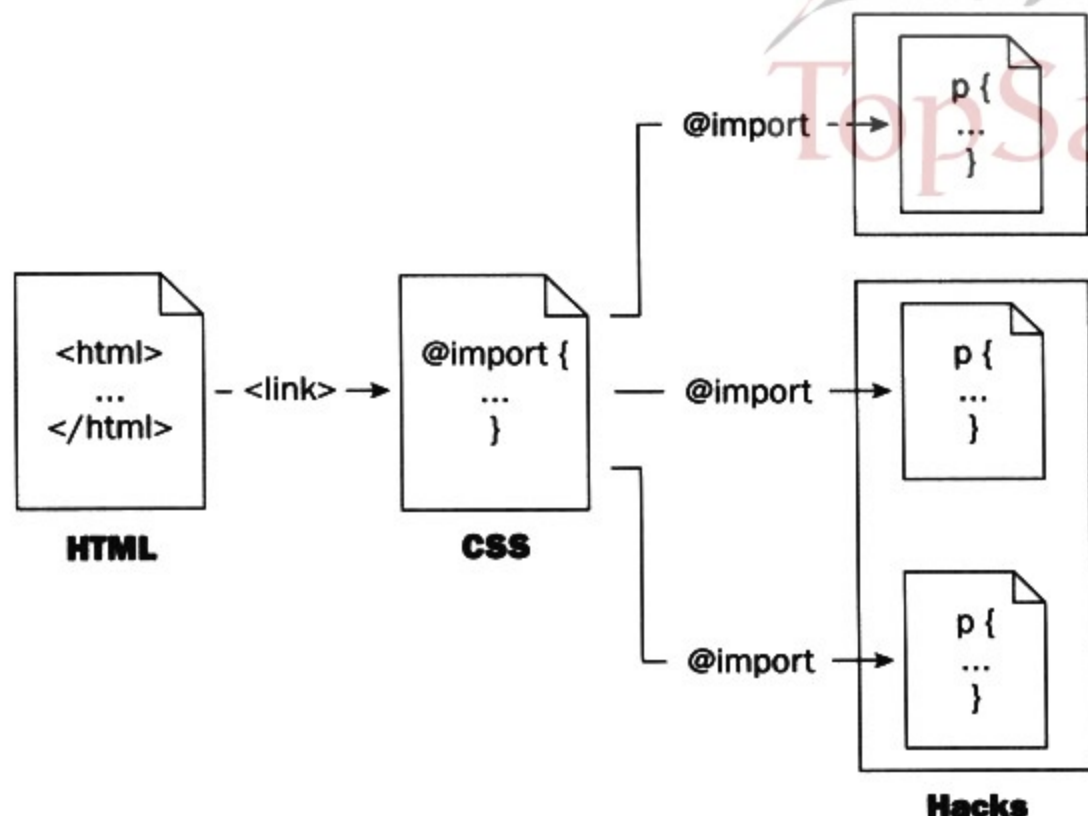 @import
p {
...
}
<html>
...
</html>
HTML
<link>
@import {
...
}
CSS
@import
p {
...
}
@import
p {
...
}
Hacks